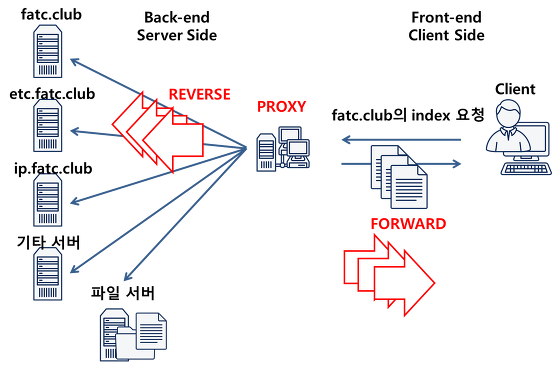 fatc.club
Back-end
Server Side
Front-end
Client Side
etc.fatc.club
REVERSE
PROXY
Client
fatc.club의 index 요청
ip.fatc.club
FORWARD
기타 서버
파일 서버